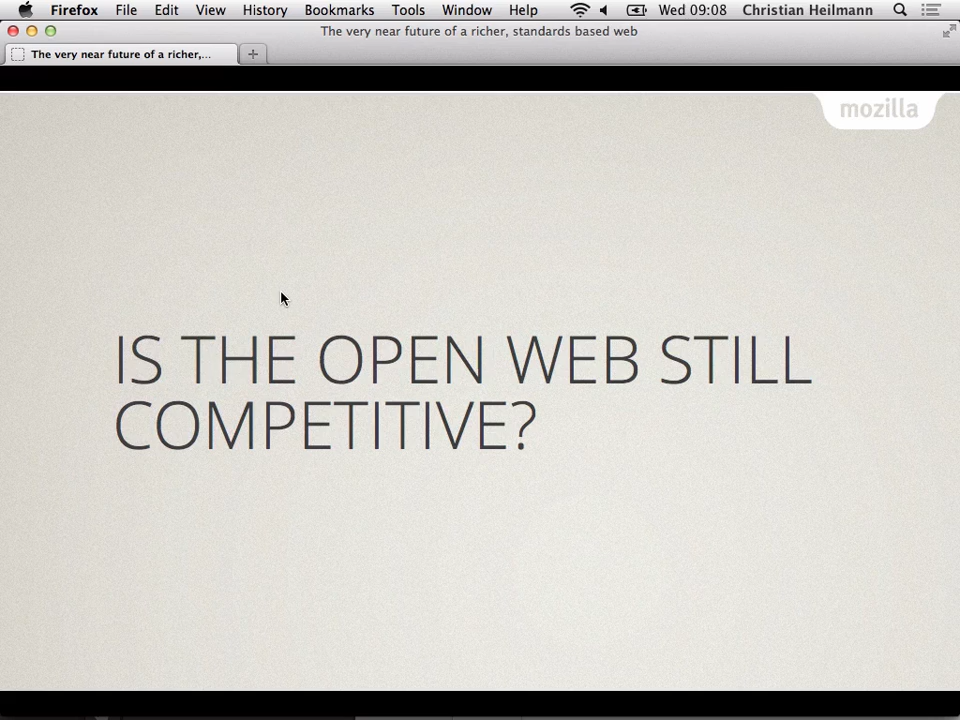 Firefox File Edit View History Bookmarks Tools Window Help Wed 09:08 Christian Heilmann
The very near future of a richer, standards based web
The very near future of a richer,... +
mozilla
IS THE OPEN WEB STILL
COMPETITIVE?